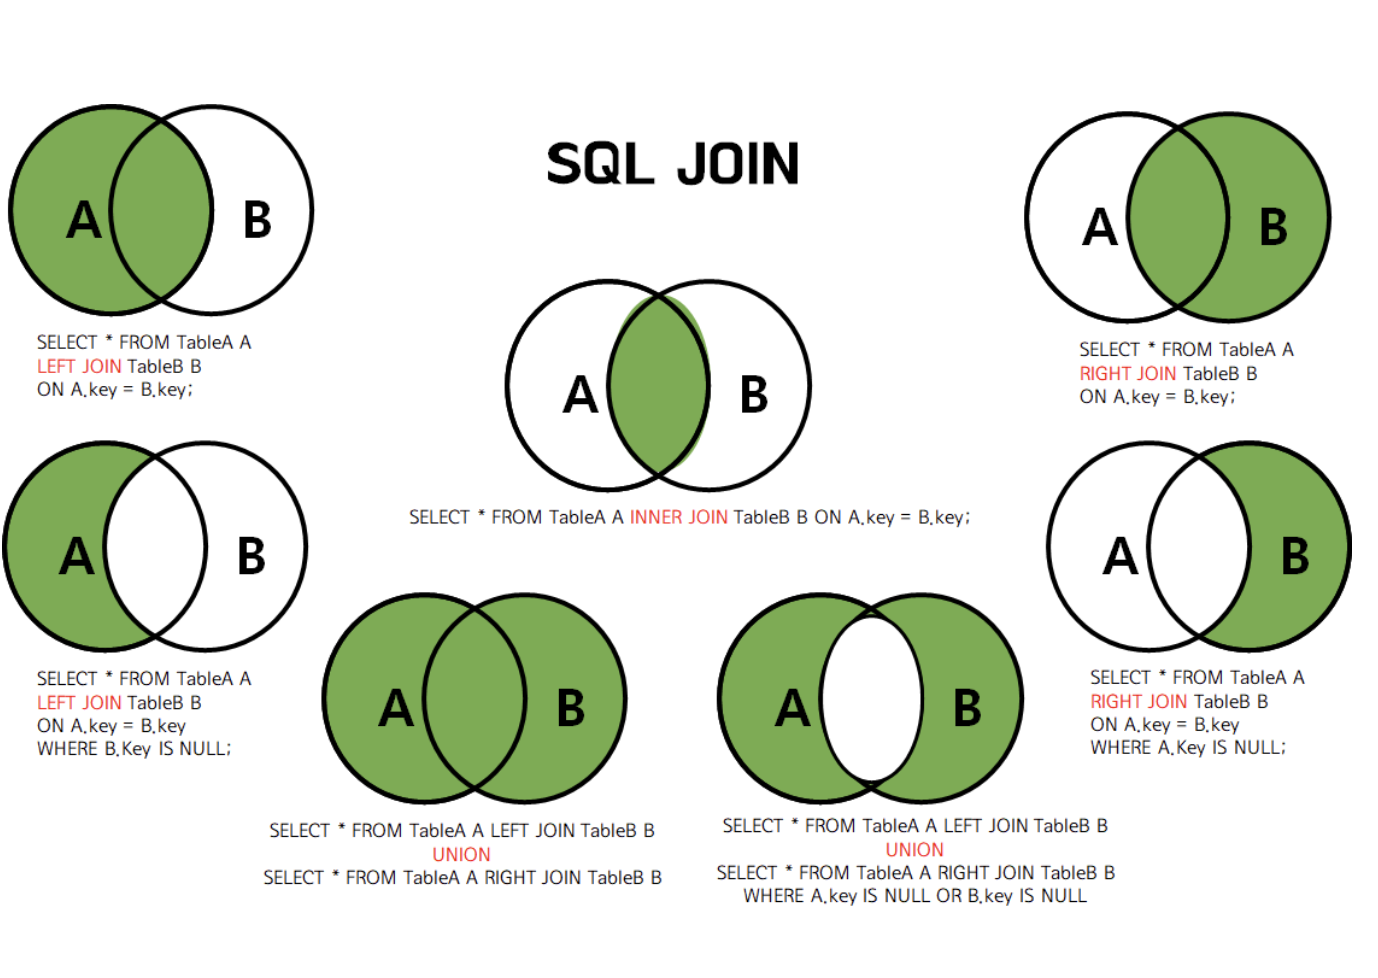 SQL JOIN
A B
SELECT * FROM TableA A
LEFT JOIN TableB B
ON A.key = B.key;
A B
SELECT * FROM TableA A INNER JOIN TableB B ON A.key = B.key;
A B
SELECT * FROM TableA A
RIGHT JOIN TableB B
ON A.key = B.key;
A B
SELECT * FROM TableA A
LEFT JOIN TableB B
ON A.key = B.key
WHERE B.Key IS NULL;
A B
SELECT * FROM TableA A LEFT JOIN TableB B
UNION
SELECT * FROM TableA A RIGHT JOIN TableB B
A B
SELECT * FROM TableA A LEFT JOIN TableB B
UNION
SELECT * FROM TableA A RIGHT JOIN TableB B
WHERE A.key IS NULL OR B.key IS NULL
A B
SELECT * FROM TableA A
RIGHT JOIN TableB B
ON A.key = B.key
WHERE A.Key IS NULL;